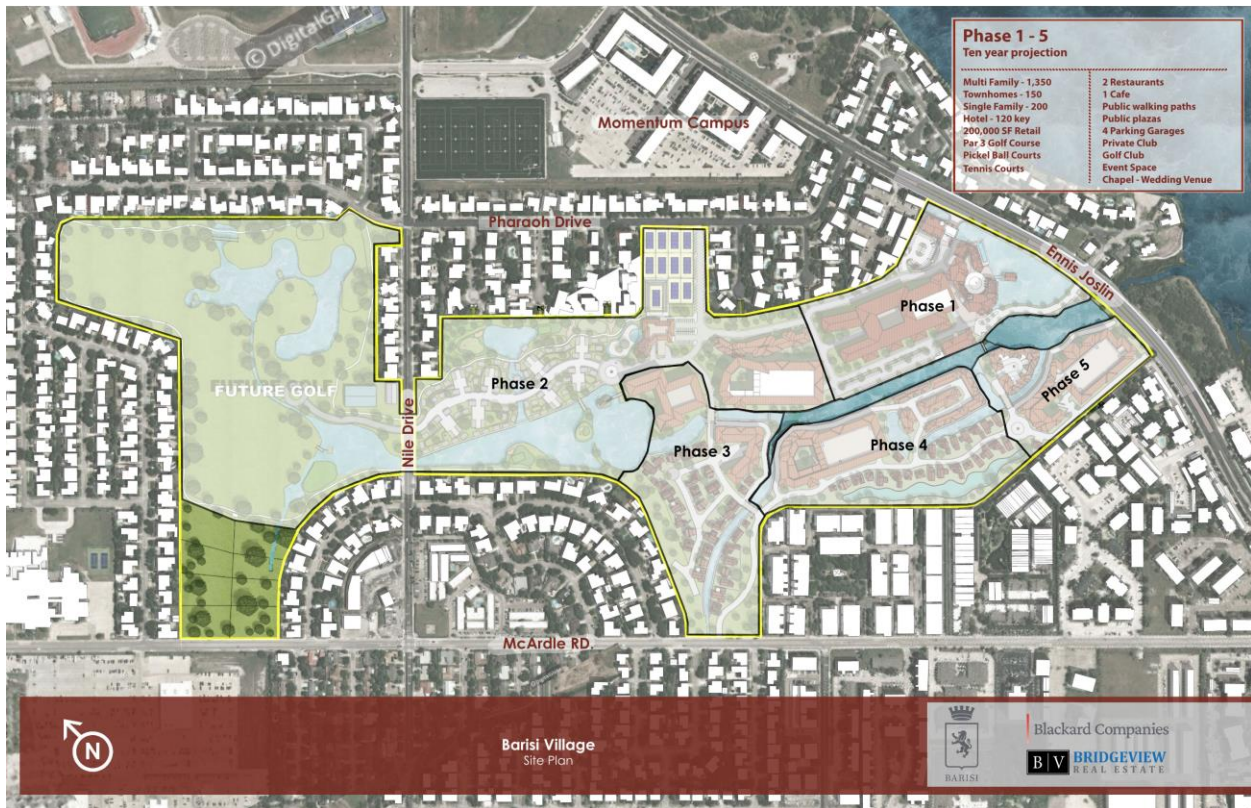 © DigitalGl
Phase 1 - 5
Ten year projection
Multi Family - 1,350
Townhomes - 150
Single Family - 200
Hotel - 120 key
200,000 SF Retail
Par 3 Golf Course
Pickel Ball Courts
Tennis Courts
2 Restaurants
1 Cafe
Public walking paths
Public plazas
4 Parking Garages
Private Club
Golf Club
Event Space
Chapel - Wedding Venue
Momentum Campus
Pharaoh Drive
Ennis Joslin
Phase 1
Phase 2
Phase 5
FUTURE GOLF
Nile Drive
Phase 3
Phase 4
McArdle RD.
N
Barisi Village
Site Plan
BARISI
Blackard Companies
B V BRIDGEVIEW
REAL ESTATE